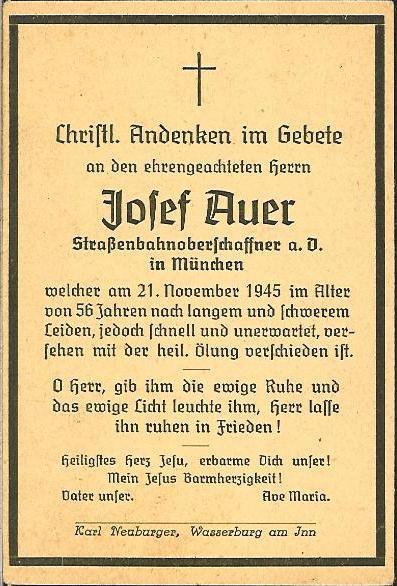 Christl. Andenken im Gebete
an den ehrengeachteten Herrn
Josef Auer
Straßenbahnoberschaffner a. D.
in München
welcher am 21. November 1945 im Alter
von 56 Jahren nach langem und schwerem
Leiden, jedoch schnell und unerwartet, ver-
sehen mit der heil. Ölung verschieden ist.
O Herr, gib ihm die ewige Ruhe und
das ewige Licht leuchte ihm, Herr lasse
ihn ruhen in Frieden!
Heiligstes Herz Jesu, erbarme Dich unser!
Mein Jesus Barmherzigkeit!
Vater unser. Ave Maria.
Karl Neuburger, Wasserburg am Inn